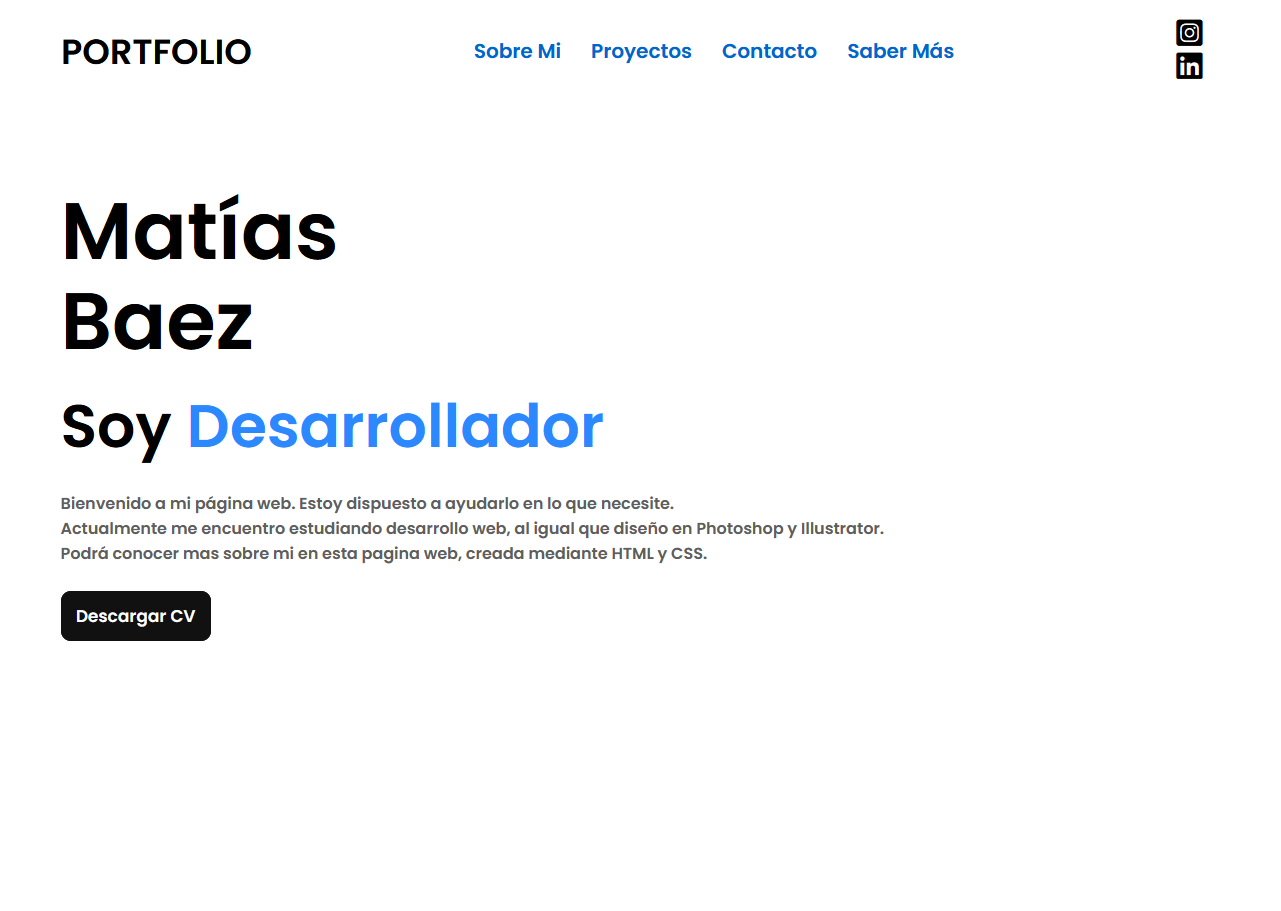 PORTFOLIO
Sobre Mi
Proyectos
Contacto
Saber Más
in
Matías
Baez
Soy Desarrollador
Bienvenido a mi página web. Estoy dispuesto a ayudarlo en lo que necesite.
Actualmente me encuentro estudiando desarrollo web, al igual que diseño en Photoshop y Illustrator.
Podrá conocer mas sobre mi en esta pagina web, creada mediante HTML y CSS.
Descargar CV